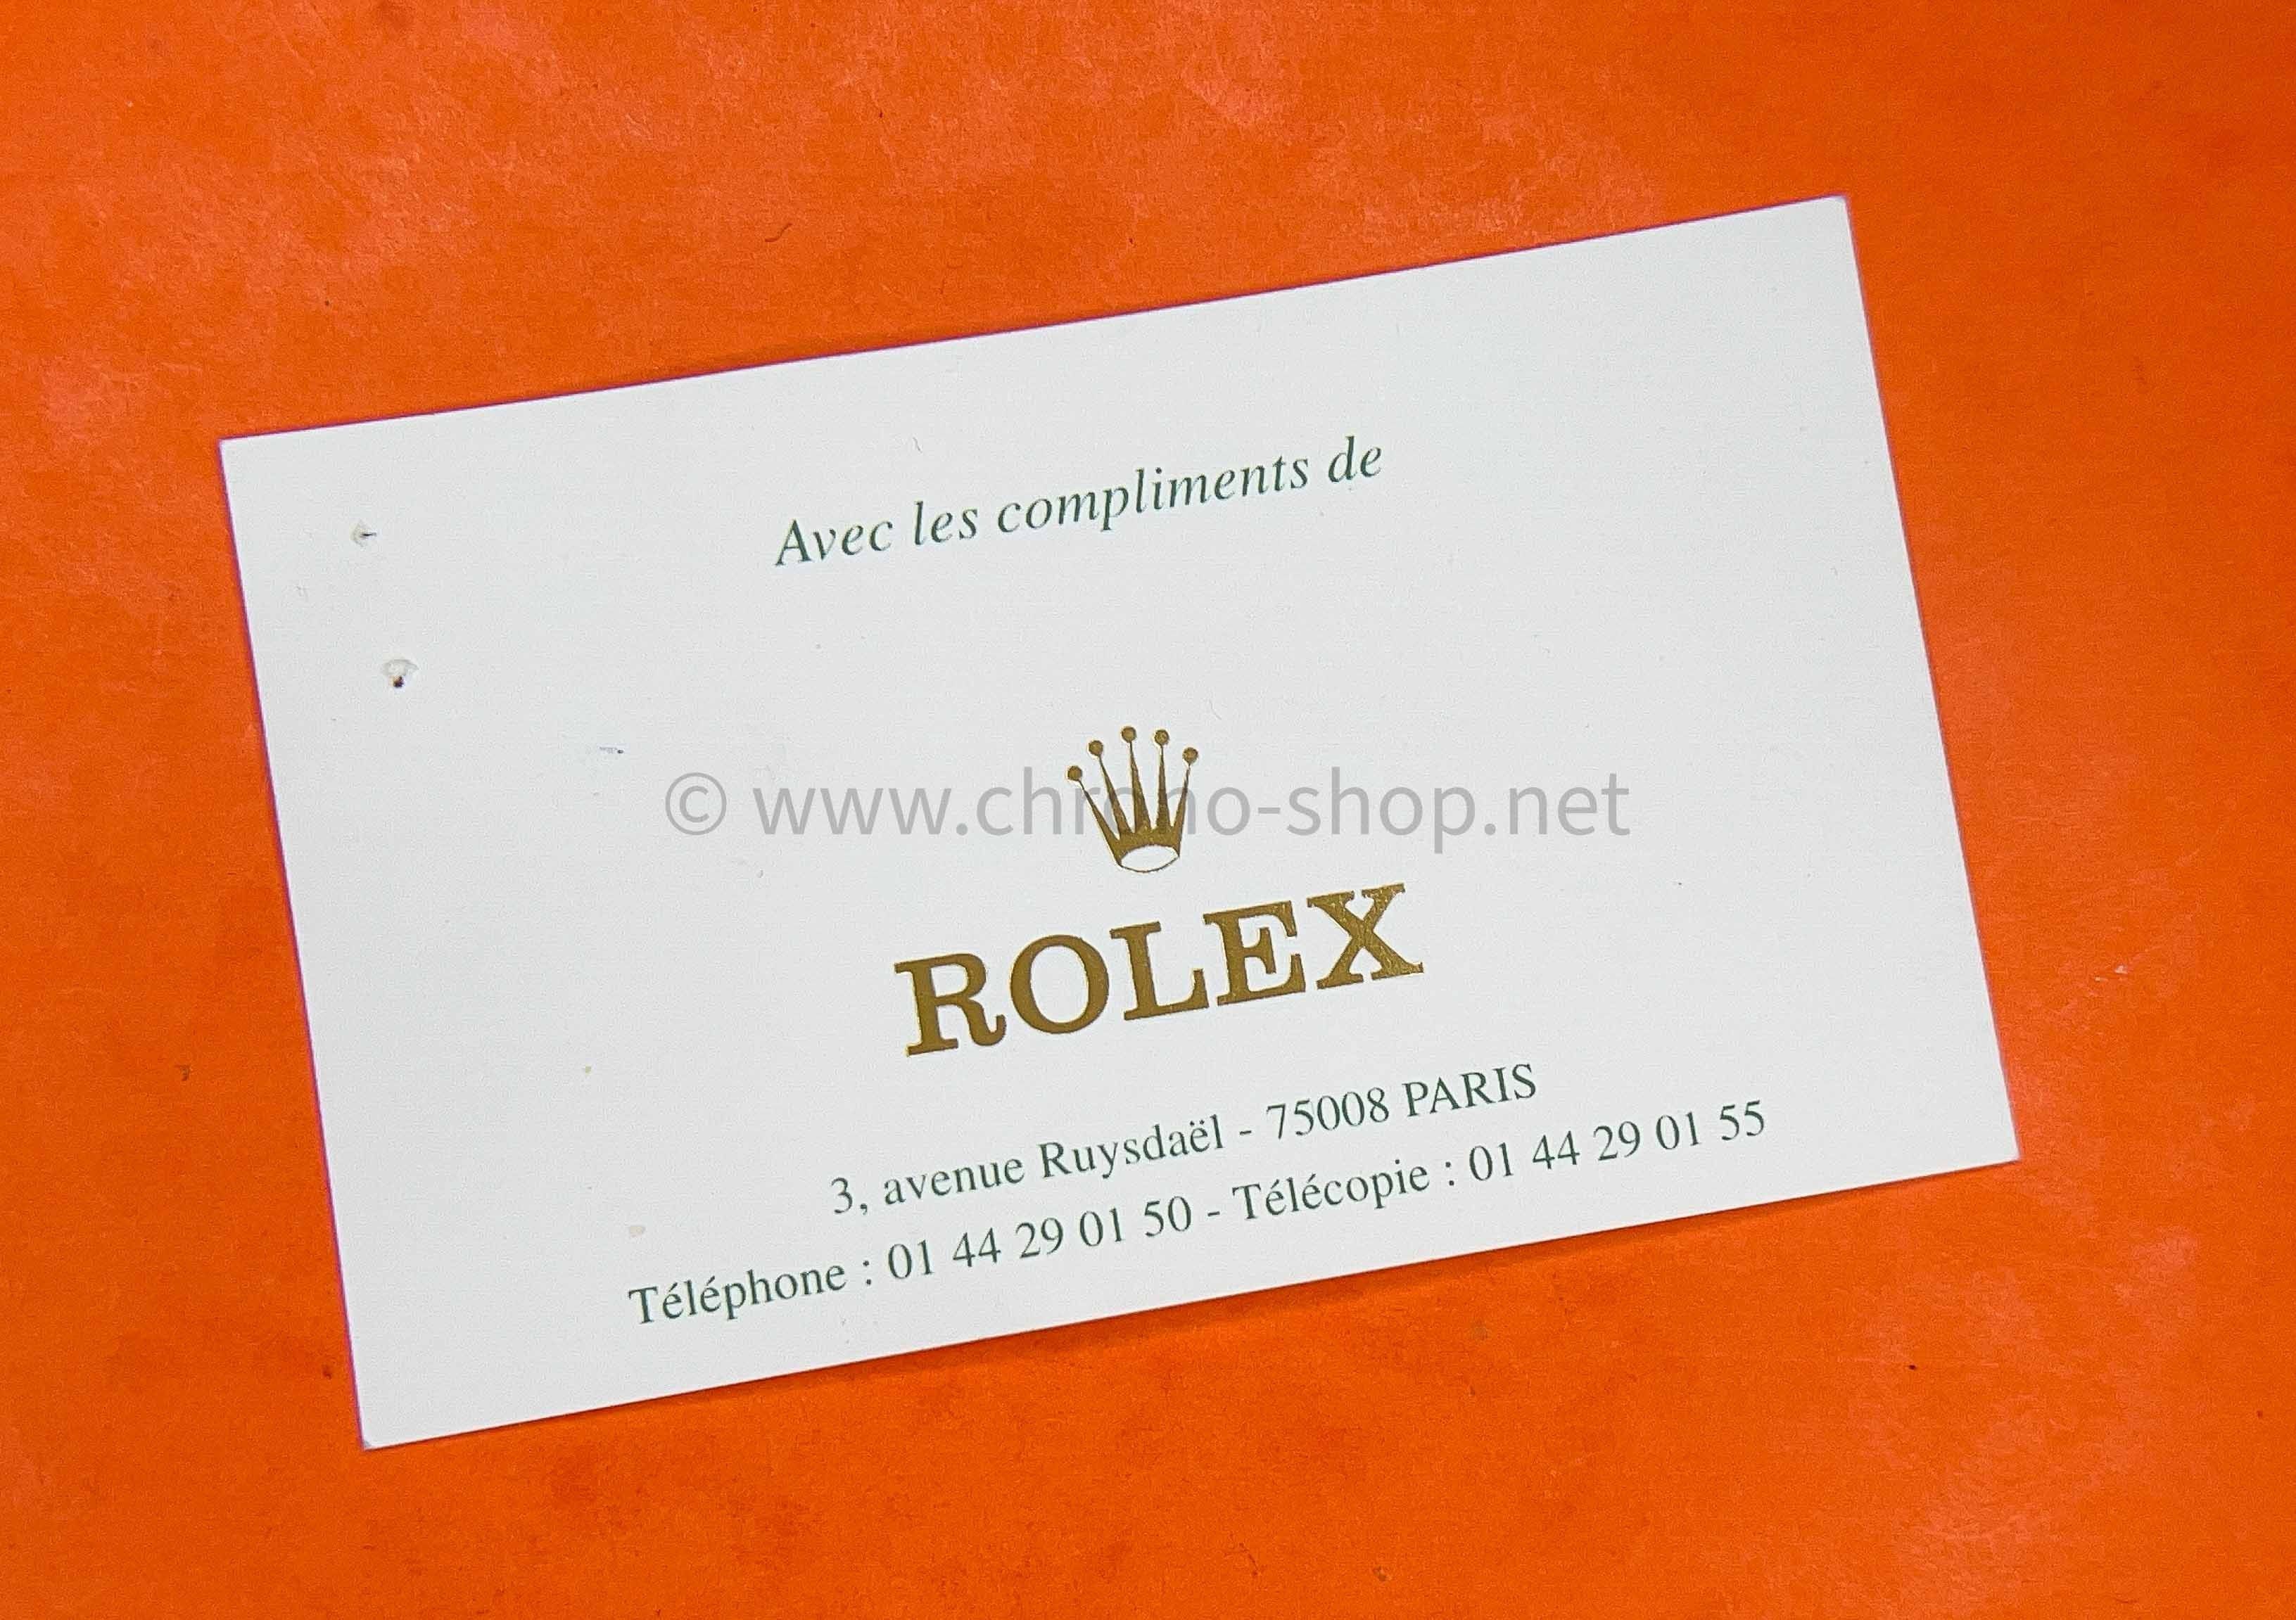 Avec les compliments de
© www.chrono-shop.net
ROLEX
3, avenue Ruysdaël - 75008 PARIS
Téléphone : 01 44 29 01 50 - Télécopie : 01 44 29 01 55